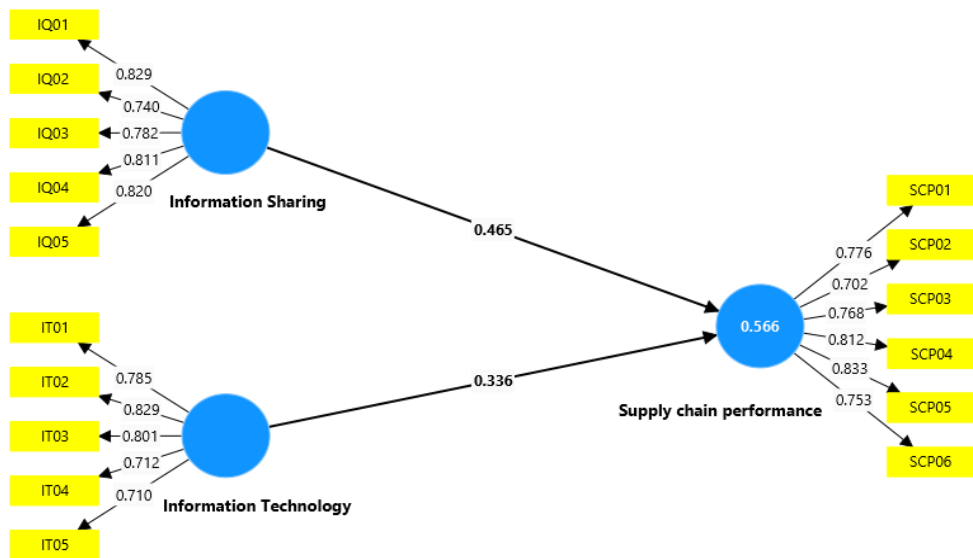 IQ01
0.829
IQ02
0.740
IQ03
0.782
IQ04
0.811
IQ05
0.820
Information Sharing
0.465
IT01
0.785
IT02
0.829
IT03
0.801
IT04
0.712
IT05
0.710
Information Technology
0.336
0.566
Supply chain performance
SCP01
0.776
SCP02
0.702
SCP03
0.768
SCP04
0.812
SCP05
0.833
SCP06
0.753